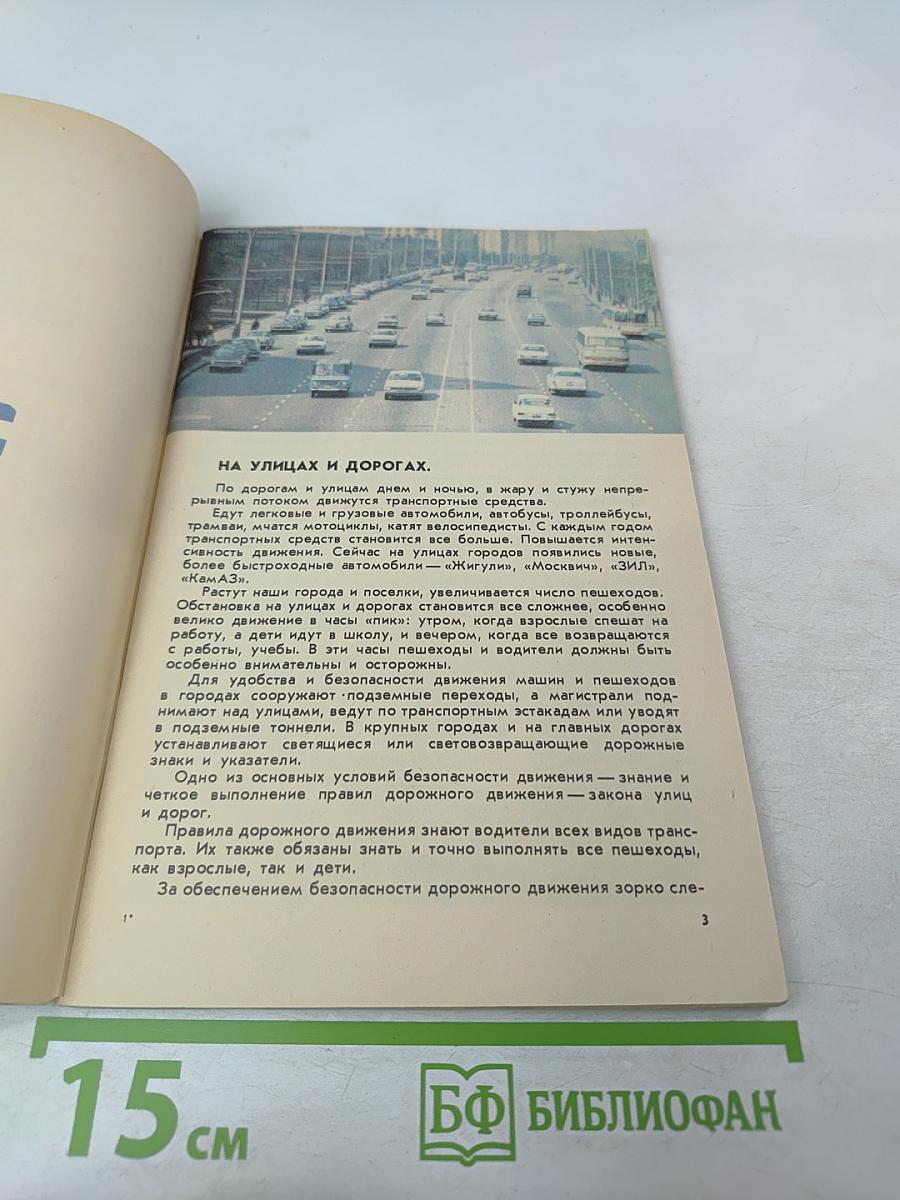 НА УЛИЦАХ И ДОРОГАХ.
По дорогам и улицам днем и ночью, в жару и стужу непре-
рывным потоком движутся транспортные средства.
Едут легковые и грузовые автомобили, автобусы, троллейбусы,
трамваи, мчатся мотоциклы, катят велосипедисты. С каждым годом
транспортных средств становится все больше. Повышается интен-
сивность движения. Сейчас на улицах городов появились новые,
более быстроходные автомобили — «Жигули», «Москвич», «ЗИЛ»,
«КамАЗ».
Растут наши города и поселки, увеличивается число пешеходов.
Обстановка на улицах и дорогах становится все сложнее, особенно
велико движение в часы «пик»: утром, когда взрослые спешат на
работу, а дети идут в школу, и вечером, когда все возвращаются
с работы, учебы. В эти часы пешеходы и водители должны быть
особенно внимательны и осторожны.
Для удобства и безопасности движения машин и пешеходов
в городах сооружают подземные переходы, а магистрали под-
нимают над улицами, ведут по транспортным эстакадам или уводят
в подземные тоннели. В крупных городах и на главных дорогах
устанавливают светящиеся или световозвращающие дорожные
знаки и указатели.
Одно из основных условий безопасности движения — знание и
четкое выполнение правил дорожного движения — закона улиц
и дорог.
Правила дорожного движения знают водители всех видов транс-
порта. Их также обязаны знать и точно выполнять все пешеходы,
как взрослые, так и дети.
За обеспечением безопасности дорожного движения зорко сле-
1*
3
15 см
БФ БИБЛИОФАН